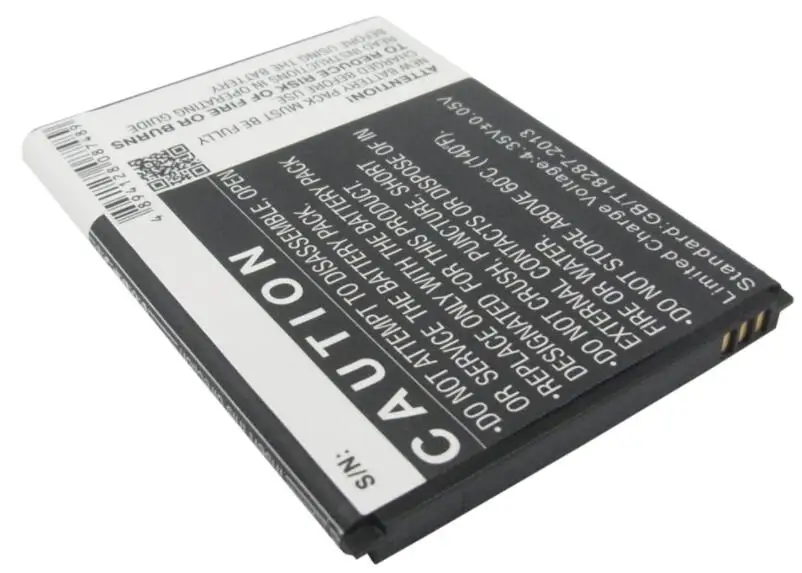 ATTENTION!
NEW BATTERY PACK MUST BE FULLY
CHARGED BEFORE USE.
TO REDUCE RISK OF FIRE OR BURNS
READ INSTRUCTIONS IN OPERATING GUIDE
BEFORE USING THE BATTERY
4894128087489
CAUTION
•DO NOT ATTEMPT TO DISASSEMBLE, OPEN
OR SERVICE THE BATTERY PACK.
•REPLACE ONLY WITH THE BATTERY PACK
DESIGNATED FOR THIS PRODUCT.
•DO NOT CRUSH, PUNCTURE, SHORT
EXTERNAL CONTACTS OR DISPOSE OF IN
FIRE OR WATER.
•DO NOT STORE ABOVE 60℃ (140℉).
Limited Charge Voltage:4.35V±0.05V
Standard: GB/T18287-2013
S/N: